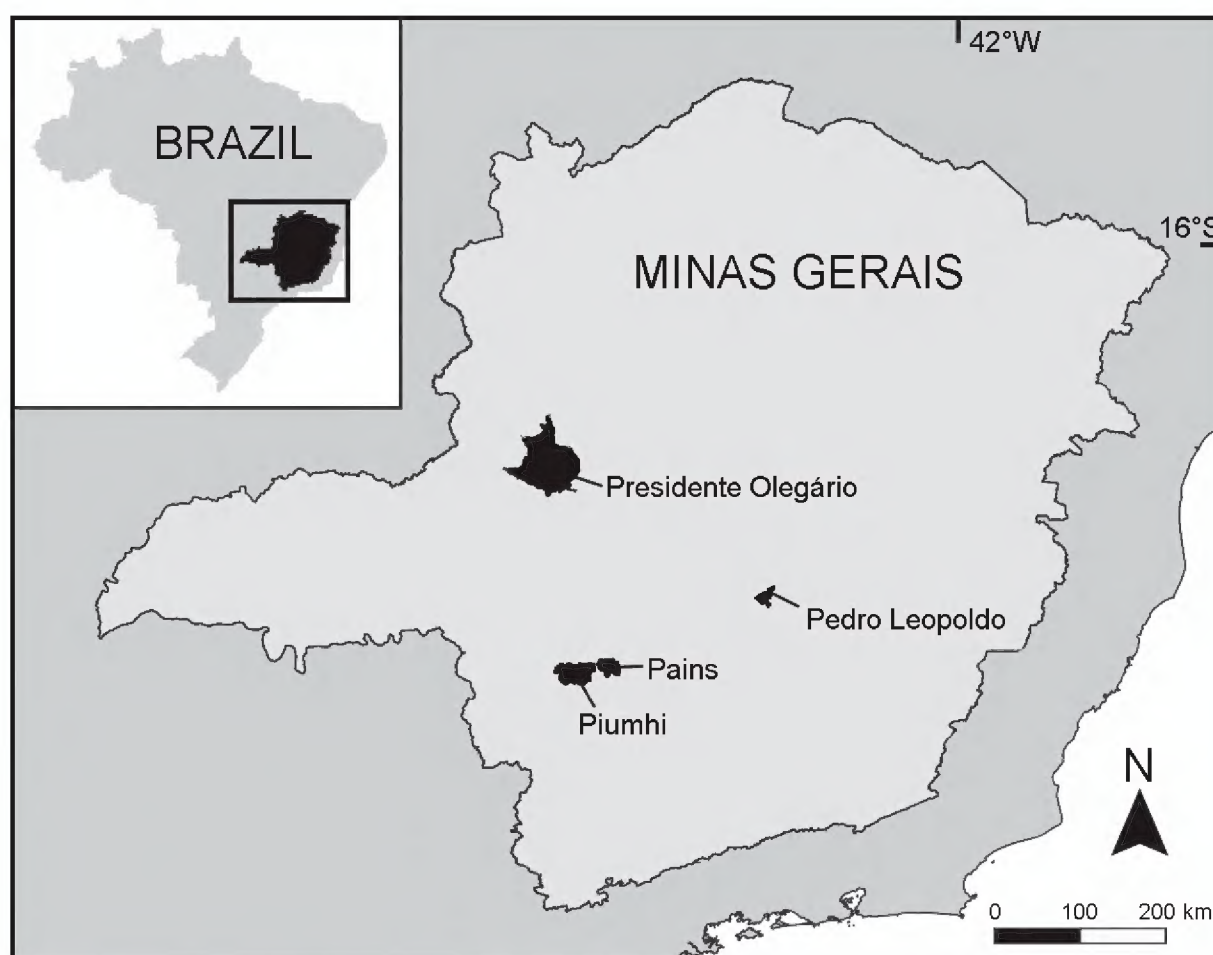 42°W
BRAZIL
16°S
MINAS GERAIS
Presidente Olegário
Pedro Leopoldo
Pains
Piumhi
N
0 100 200 km